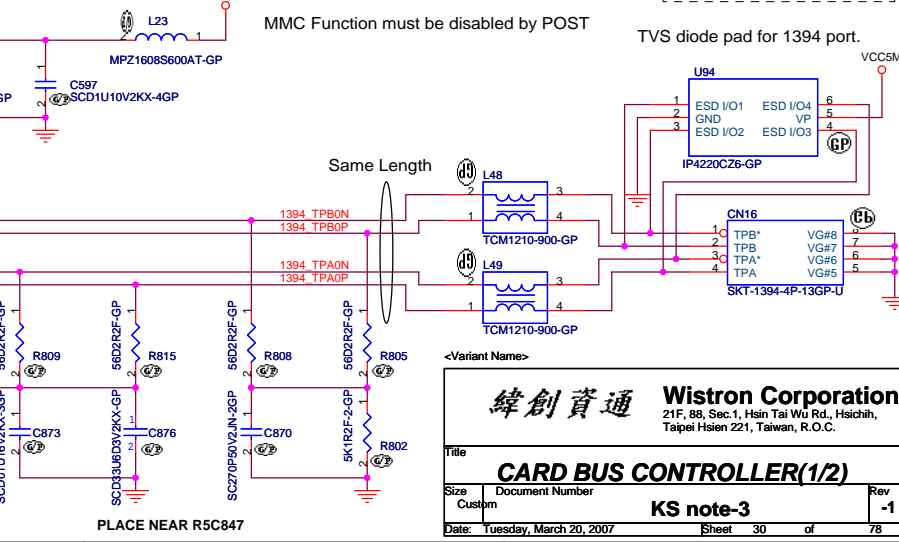 L23
2
1
MPZ1608S600AT-GP
MMC Function must be disabled by POST
TVS diode pad for 1394 port.
VCC5M
1
2
C597
SCD1U10V2KX-4GP
GP
U94
1 ESD I/O1 ESD I/O4 6
2 GND VP 5
3 ESD I/O2 ESD I/O3 4
GP
IP4220CZ6-GP
Same Length
GP
L48
2 3
1 4
TCM1210-900-GP
1394_TPB0N
1394_TPB0P
1394_TPA0N
1394_TPA0P
GP
L49
2 3
1 4
TCM1210-900-GP
CN16
1 TPB* VG#8 8
2 TPB VG#7 7
3 TPA* VG#6 6
4 TPA VG#5 5
SKT-1394-4P-13GP-U
56D2R2F-GP
R809
56D2R2F-GP
R815
56D2R2F-GP
R808
56D2R2F-GP
R805
C873
SCD33U6D3V2KX-GP
C876
SC270P50V2JN-2GP
C870
5K1R2F-2-GP
R802
PLACE NEAR R5C847
<Variant Name>
緯創資通
Wistron Corporation
21F, 88, Sec.1, Hsin Tai Wu Rd., Hsichih,
Taipei Hsien 221, Taiwan, R.O.C.
Title
CARD BUS CONTROLLER(1/2)
Size
Custom
Document Number
KS note-3
Rev
-1
Date: Tuesday, March 20, 2007
Sheet 30 of 78